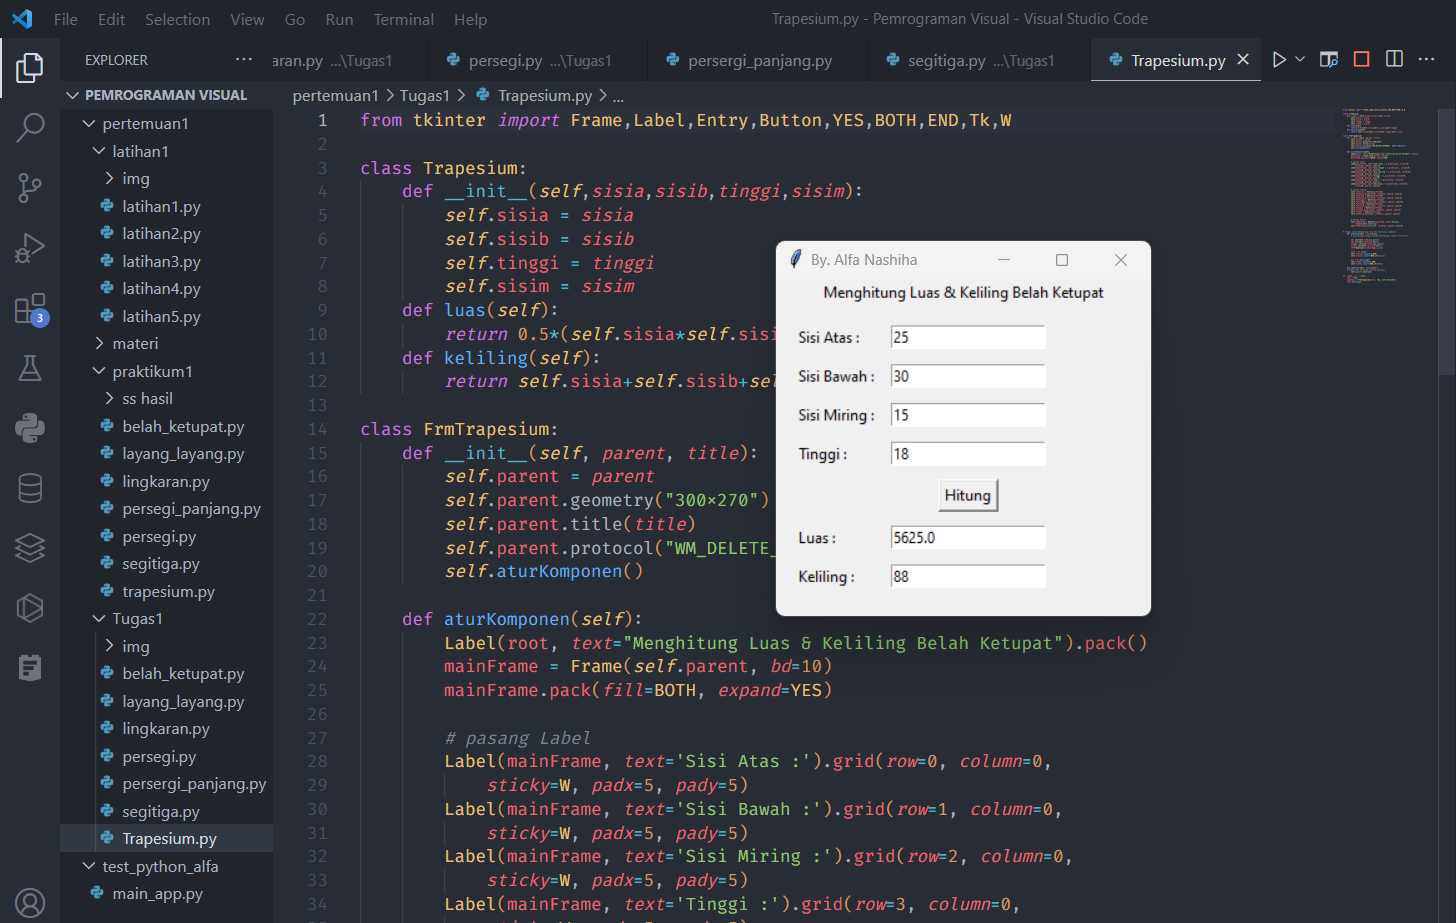 File Edit Selection View Go Run Terminal Help
Trapesium.py - Pemrograman Visual - Visual Studio Code
EXPLORER
aran.py ...\Tugas1
persegi.py ...\Tugas1
persergi_panjang.py
segitiga.py ...\Tugas1
Trapesium.py
PEMROGRAMAN VISUAL
pertemuan1
latihan1
img
latihan1.py
latihan2.py
latihan3.py
latihan4.py
latihan5.py
materi
praktikum1
ss hasil
belah_ketupat.py
layang_layang.py
lingkaran.py
persegi_panjang.py
persegi.py
segitiga.py
trapesium.py
Tugas1
img
belah_ketupat.py
layang_layang.py
lingkaran.py
persegi.py
persergi_panjang.py
segitiga.py
Trapesium.py
test_python_alfa
main_app.py
3
pertemuan1 > Tugas1 > Trapesium.py > ...
1 from tkinter import Frame,Label,Entry,Button,YES,BOTH,END,Tk,W
2
3 class Trapesium:
4 def __init__(self,sisia,sisib,tinggi,sisim):
5 self.sisia = sisia
6 self.sisib = sisib
7 self.tinggi = tinggi
8 self.sisim = sisim
9 def luas(self):
10 return 0.5*(self.sisia*self.sisi
11 def keliling(self):
12 return self.sisia+self.sisib+sel
13
14 class FrmTrapesium:
15 def __init__(self, parent, title):
16 self.parent = parent
17 self.parent.geometry("300×270")
18 self.parent.title(title)
19 self.parent.protocol("WM_DELETE_
20 self.aturKomponen()
21
22 def aturKomponen(self):
23 Label(root, text="Menghitung Luas & Keliling Belah Ketupat").pack()
24 mainFrame = Frame(self.parent, bd=10)
25 mainFrame.pack(fill=BOTH, expand=YES)
26
27 # pasang Label
28 Label(mainFrame, text='Sisi Atas :').grid(row=0, column=0,
29 sticky=W, padx=5, pady=5)
30 Label(mainFrame, text='Sisi Bawah :').grid(row=1, column=0,
31 sticky=W, padx=5, pady=5)
32 Label(mainFrame, text='Sisi Miring :').grid(row=2, column=0,
33 sticky=W, padx=5, pady=5)
34 Label(mainFrame, text='Tinggi :').grid(row=3, column=0,
By. Alfa Nashiha
Menghitung Luas & Keliling Belah Ketupat
Sisi Atas : 25
Sisi Bawah : 30
Sisi Miring : 15
Tinggi : 18
Hitung
Luas : 5625.0
Keliling : 88